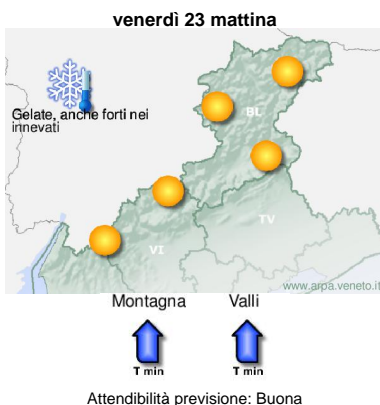 venerdì 23 mattina
Gelate, anche forti nei
innevati
BL
TV
VI
www.arpa.veneto.it
Montagna Valli
T min T min
Attendibilità previsione: Buona